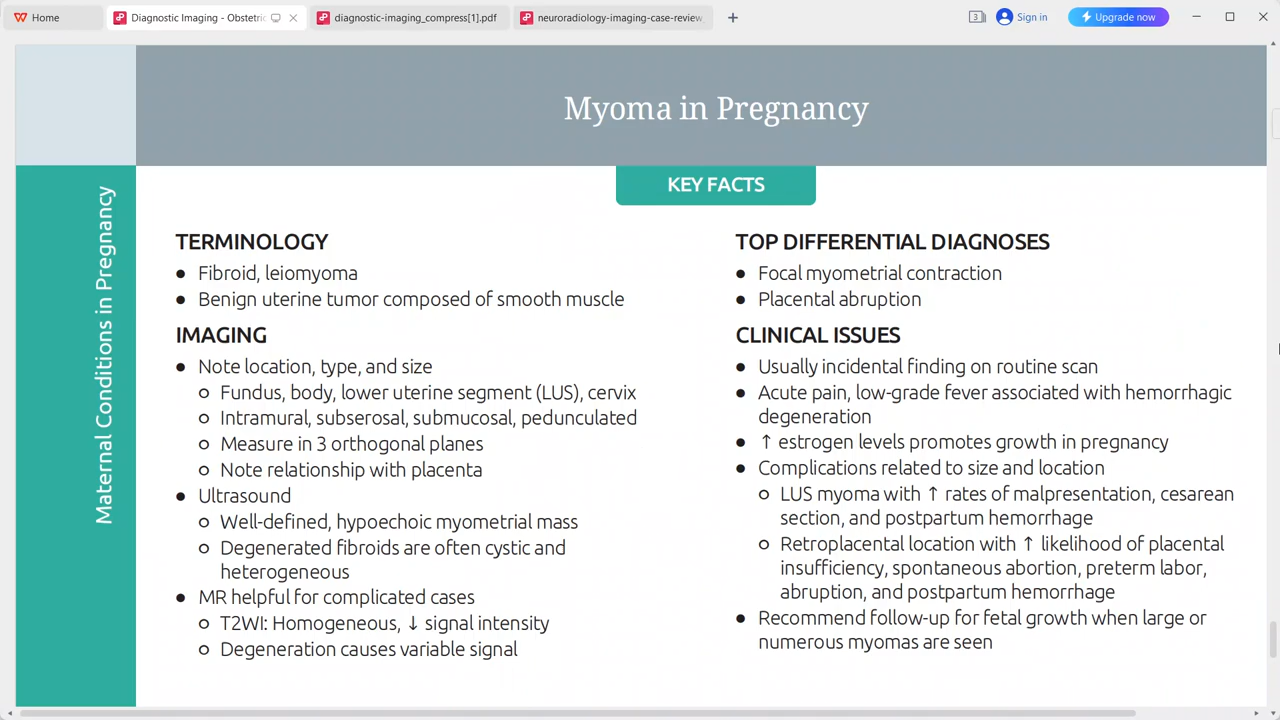 Home
Diagnostic Imaging - Obstetric
diagnostic-imaging_compress[1].pdf
neuroradiology-imaging-case-review
3
Sign in
Upgrade now
Myoma in Pregnancy
Maternal Conditions in Pregnancy
KEY FACTS
TERMINOLOGY
• Fibroid, leiomyoma
• Benign uterine tumor composed of smooth muscle
IMAGING
• Note location, type, and size
○ Fundus, body, lower uterine segment (LUS), cervix
○ Intramural, subserosal, submucosal, pedunculated
○ Measure in 3 orthogonal planes
○ Note relationship with placenta
• Ultrasound
○ Well-defined, hypoechoic myometrial mass
○ Degenerated fibroids are often cystic and
heterogeneous
• MR helpful for complicated cases
○ T2WI: Homogeneous, ↓ signal intensity
○ Degeneration causes variable signal
TOP DIFFERENTIAL DIAGNOSES
• Focal myometrial contraction
• Placental abruption
CLINICAL ISSUES
• Usually incidental finding on routine scan
• Acute pain, low-grade fever associated with hemorrhagic
degeneration
• ↑ estrogen levels promotes growth in pregnancy
• Complications related to size and location
○ LUS myoma with ↑ rates of malpresentation, cesarean
section, and postpartum hemorrhage
○ Retroplacental location with ↑ likelihood of placental
insufficiency, spontaneous abortion, preterm labor,
abruption, and postpartum hemorrhage
• Recommend follow-up for fetal growth when large or
numerous myomas are seen